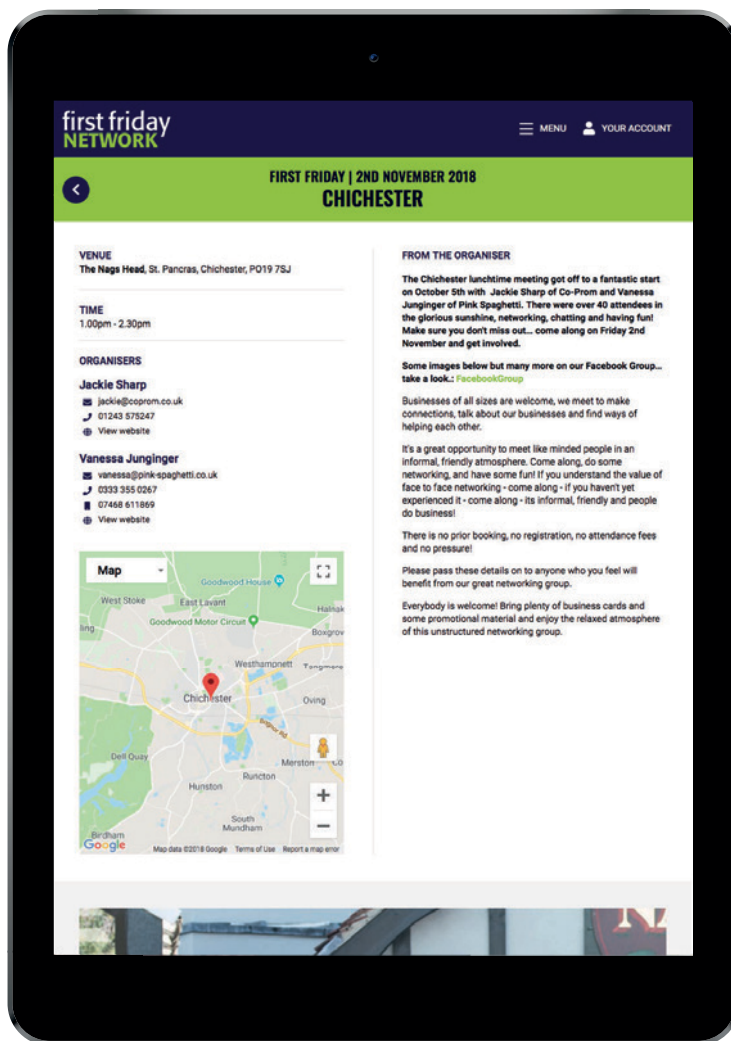 first friday
NETWORK
MENU
YOUR ACCOUNT
FIRST FRIDAY | 2ND NOVEMBER 2018
CHICHESTER
VENUE
The Nags Head, St. Pancras, Chichester, PO19 7SJ
TIME
1.00pm - 2.30pm
ORGANISERS
Jackie Sharp
jackie@coprom.co.uk
01243 575247
View website
Vanessa Junginger
vanessa@pink-spaghetti.co.uk
0333 355 0267
07468 611869
View website
Map
Goodwood House
West Stoke
East Lavant
Halnak
Goodwood Motor Circuit
ling
Boxgrov
Westhampnett
Tangmere
Chichester
Oving
Dell Quay
Merston
Co
Runcton
Hunston
South
Mundham
Birdham
Google
Map data ©2018 Google
Terms of Use
Report a map error
FROM THE ORGANISER
The Chichester lunchtime meeting got off to a fantastic start
on October 5th with Jackie Sharp of Co-Prom and Vanessa
Junginger of Pink Spaghetti. There were over 40 attendees in
the glorious sunshine, networking, chatting and having fun!
Make sure you don't miss out... come along on Friday 2nd
November and get involved.
Some images below but many more on our Facebook Group...
take a look.: FacebookGroup
Businesses of all sizes are welcome, we meet to make
connections, talk about our businesses and find ways of
helping each other.
It's a great opportunity to meet like minded people in an
informal, friendly atmosphere. Come along, do some
networking, and have some fun! If you understand the value of
face to face networking - come along - if you haven't yet
experienced it - come along - its informal, friendly and people
do business!
There is no prior booking, no registration, no attendance fees
and no pressure!
Please pass these details on to anyone who you feel will
benefit from our great networking group.
Everybody is welcome! Bring plenty of business cards and
some promotional material and enjoy the relaxed atmosphere
of this unstructured networking group.